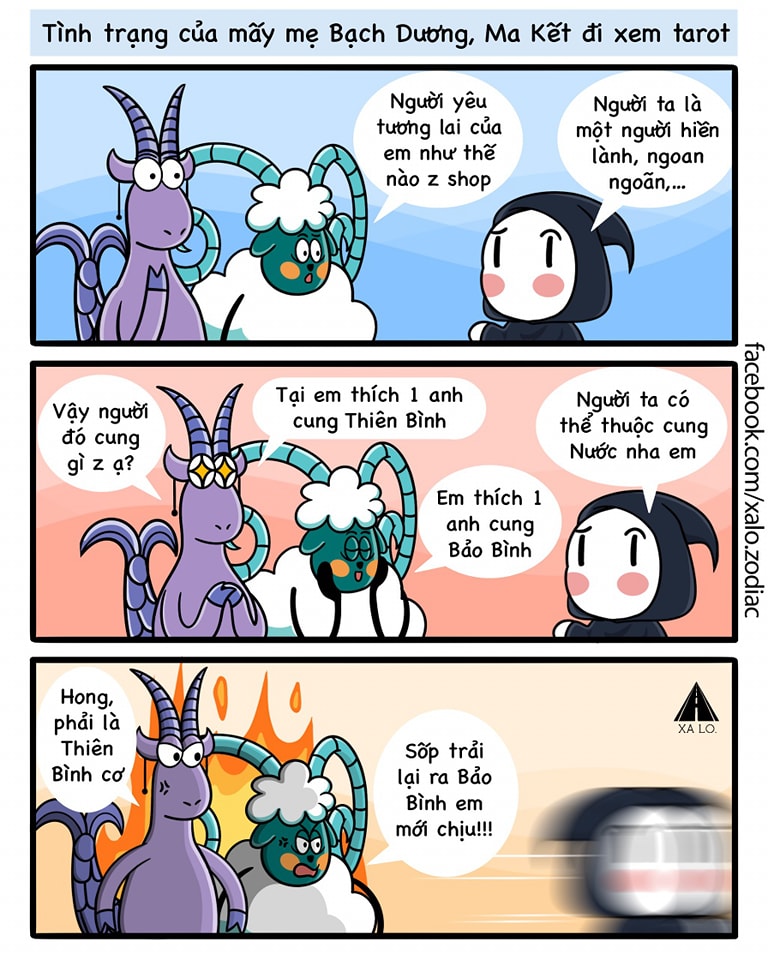 Tình trạng của mấy mẹ Bạch Dương, Ma Kết đi xem tarot
Người yêu
tương lai của
em như thế
nào z shop
Người ta là
một người hiền
lành, ngoan
ngoãn,...
facebook.com/xalo.zodiac
Vậy người
đó cung
gì z ạ?
Tại em thích 1 anh
cung Thiên Bình
Người ta có
thể thuộc cung
Nước nha em
Em thích 1
anh cung
Bảo Bình
Hong,
phải là
Thiên
Bình cơ
Sốp trải
lại ra Bảo
Bình em
mới chịu!!!
XA LO.